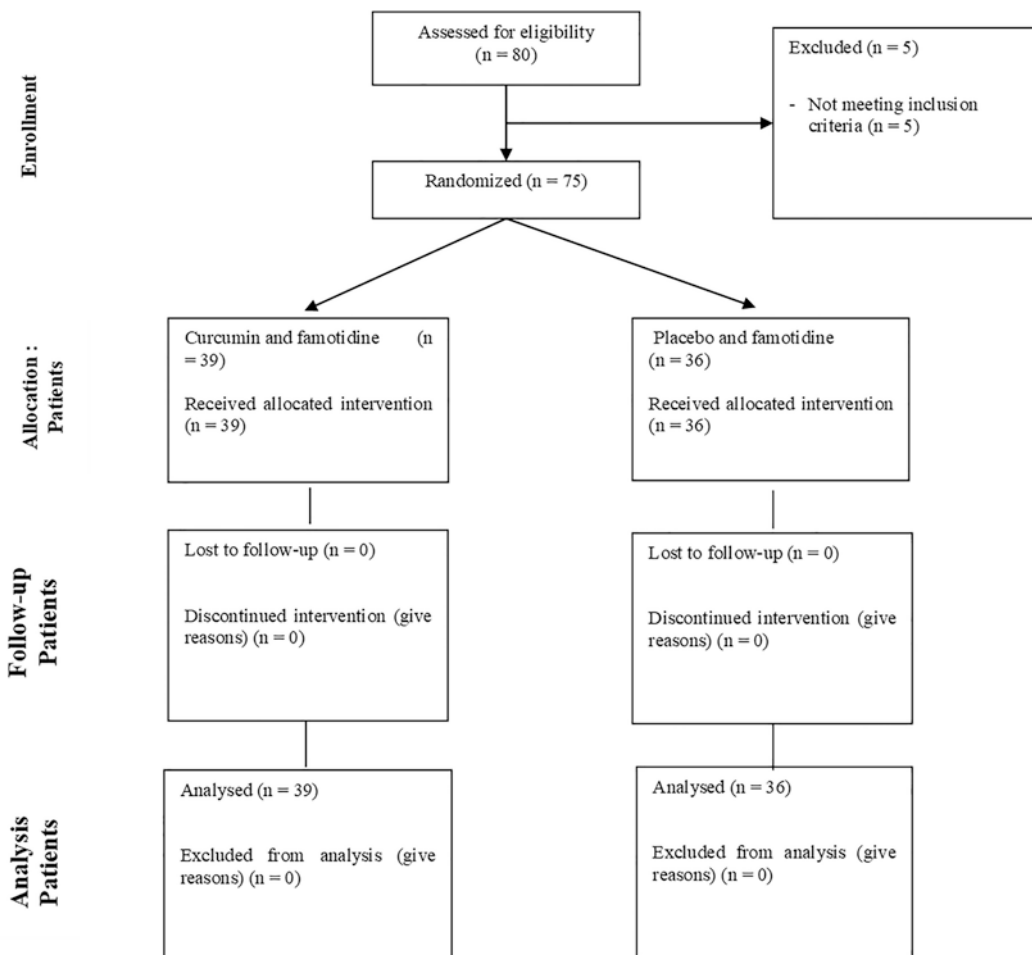 Enrollment
Assessed for eligibility
(n = 80)
Excluded (n = 5)
- Not meeting inclusion
criteria (n = 5)
Randomized (n = 75)
Allocation :
Patients
Curcumin and famotidine (n
= 39)
Received allocated intervention
(n = 39)
Placebo and famotidine
(n = 36)
Received allocated intervention
(n = 36)
Follow-up
Patients
Lost to follow-up (n = 0)
Discontinued intervention (give
reasons) (n = 0)
Lost to follow-up (n = 0)
Discontinued intervention (give
reasons) (n = 0)
Analysis
Patients
Analysed (n = 39)
Excluded from analysis (give
reasons) (n = 0)
Analysed (n = 36)
Excluded from analysis (give
reasons) (n = 0)